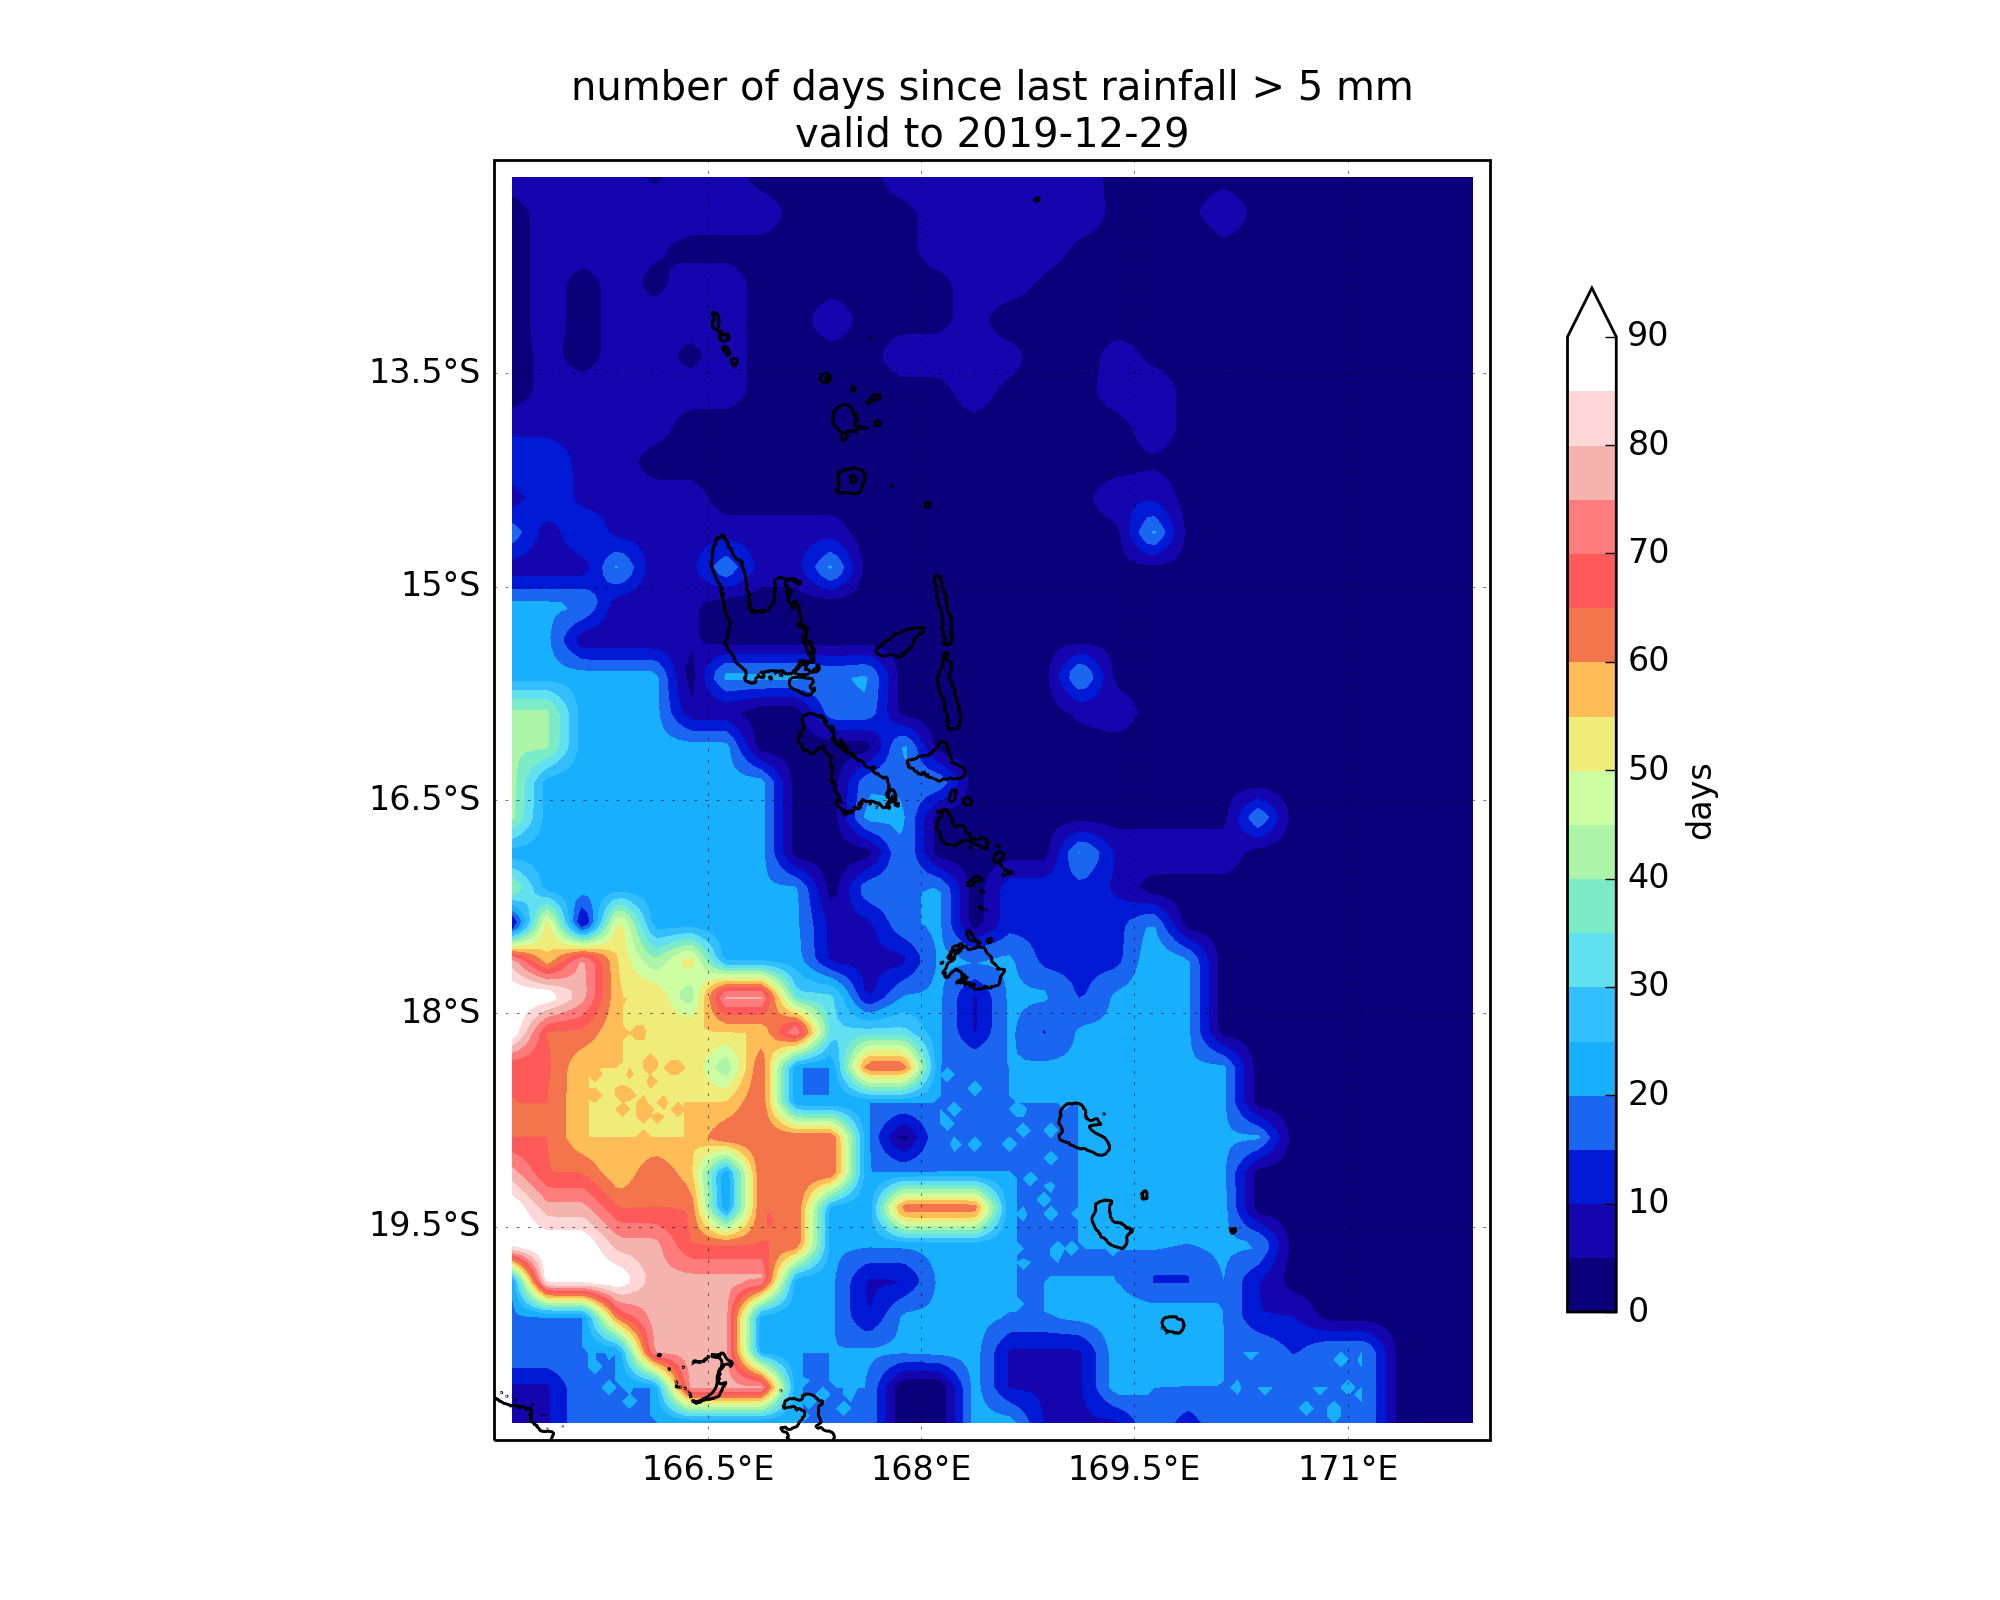 number of days since last rainfall > 5 mm
valid to 2019-12-29
13.5°S
15°S
16.5°S
18°S
19.5°S
166.5°E
168°E
169.5°E
171°E
90
80
70
60
50
40
30
20
10
0
days